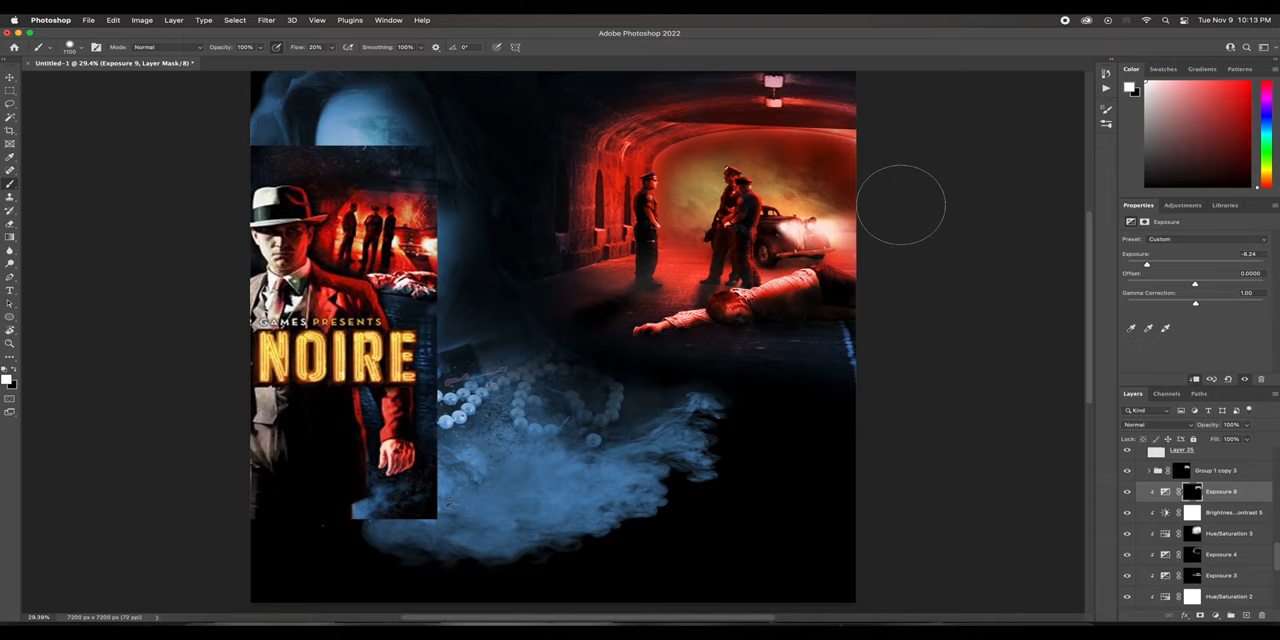 Photoshop File Edit Image Layer Type Select Filter 3D View Plugins Window Help Tue Nov 9 10:13 PM
Adobe Photoshop 2022
1100 Mode: Normal Opacity: 100% Flow: 20% Smoothing: 100% 0°
Untitled-1 @ 29.4% (Exposure 9, Layer Mask/8) *
Color Swatches Gradients Patterns
Properties Adjustments Libraries
Exposure
Preset: Custom
Exposure: -8.24
Offset: 0.0000
Gamma Correction: 1.00
GAMES PRESENTS
NOIRE
Layers Channels Paths
Kind
Normal Opacity: 100%
Lock: Fill: 100%
Layer 25
Group 1 copy 3
Exposure 9
Brightness...ontrast 5
Hue/Saturation 3
Exposure 4
Exposure 3
Hue/Saturation 2
29.39% 7200 px x 7200 px (72 ppi)